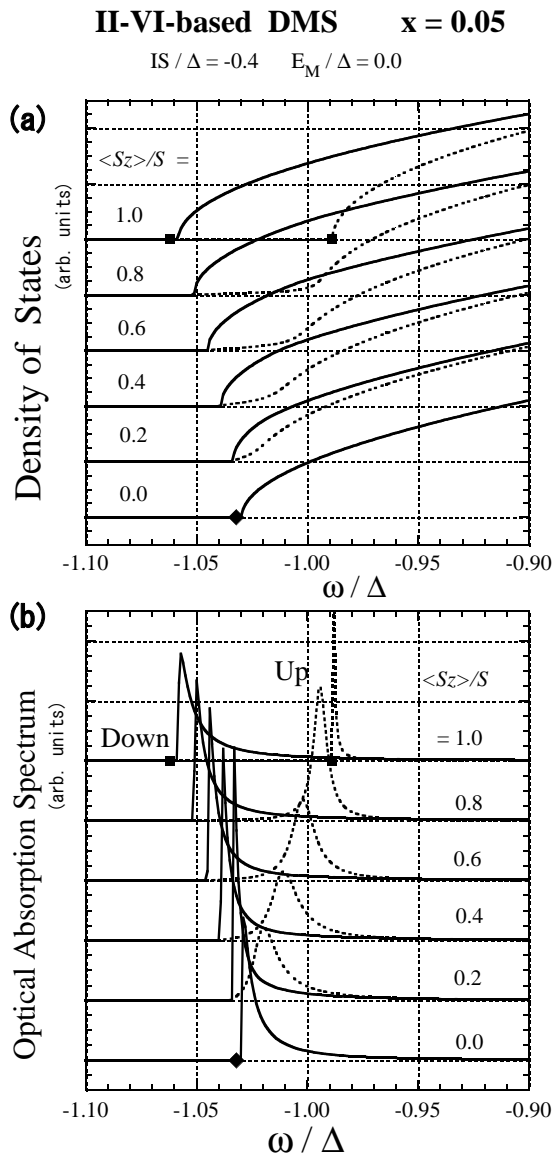 II-VI-based DMS x = 0.05
IS / Δ = -0.4 E_M / Δ = 0.0
(a)
<Sz>/S =
1.0
0.8
0.6
0.4
0.2
0.0
Density of States
(arb. units)
-1.10 -1.05 -1.00 -0.95 -0.90
ω / Δ
(b)
Up
<Sz>/S
Down
= 1.0
0.8
0.6
0.4
0.2
0.0
Optical Absorption Spectrum
(arb. units)
-1.10 -1.05 -1.00 -0.95 -0.90
ω / Δ